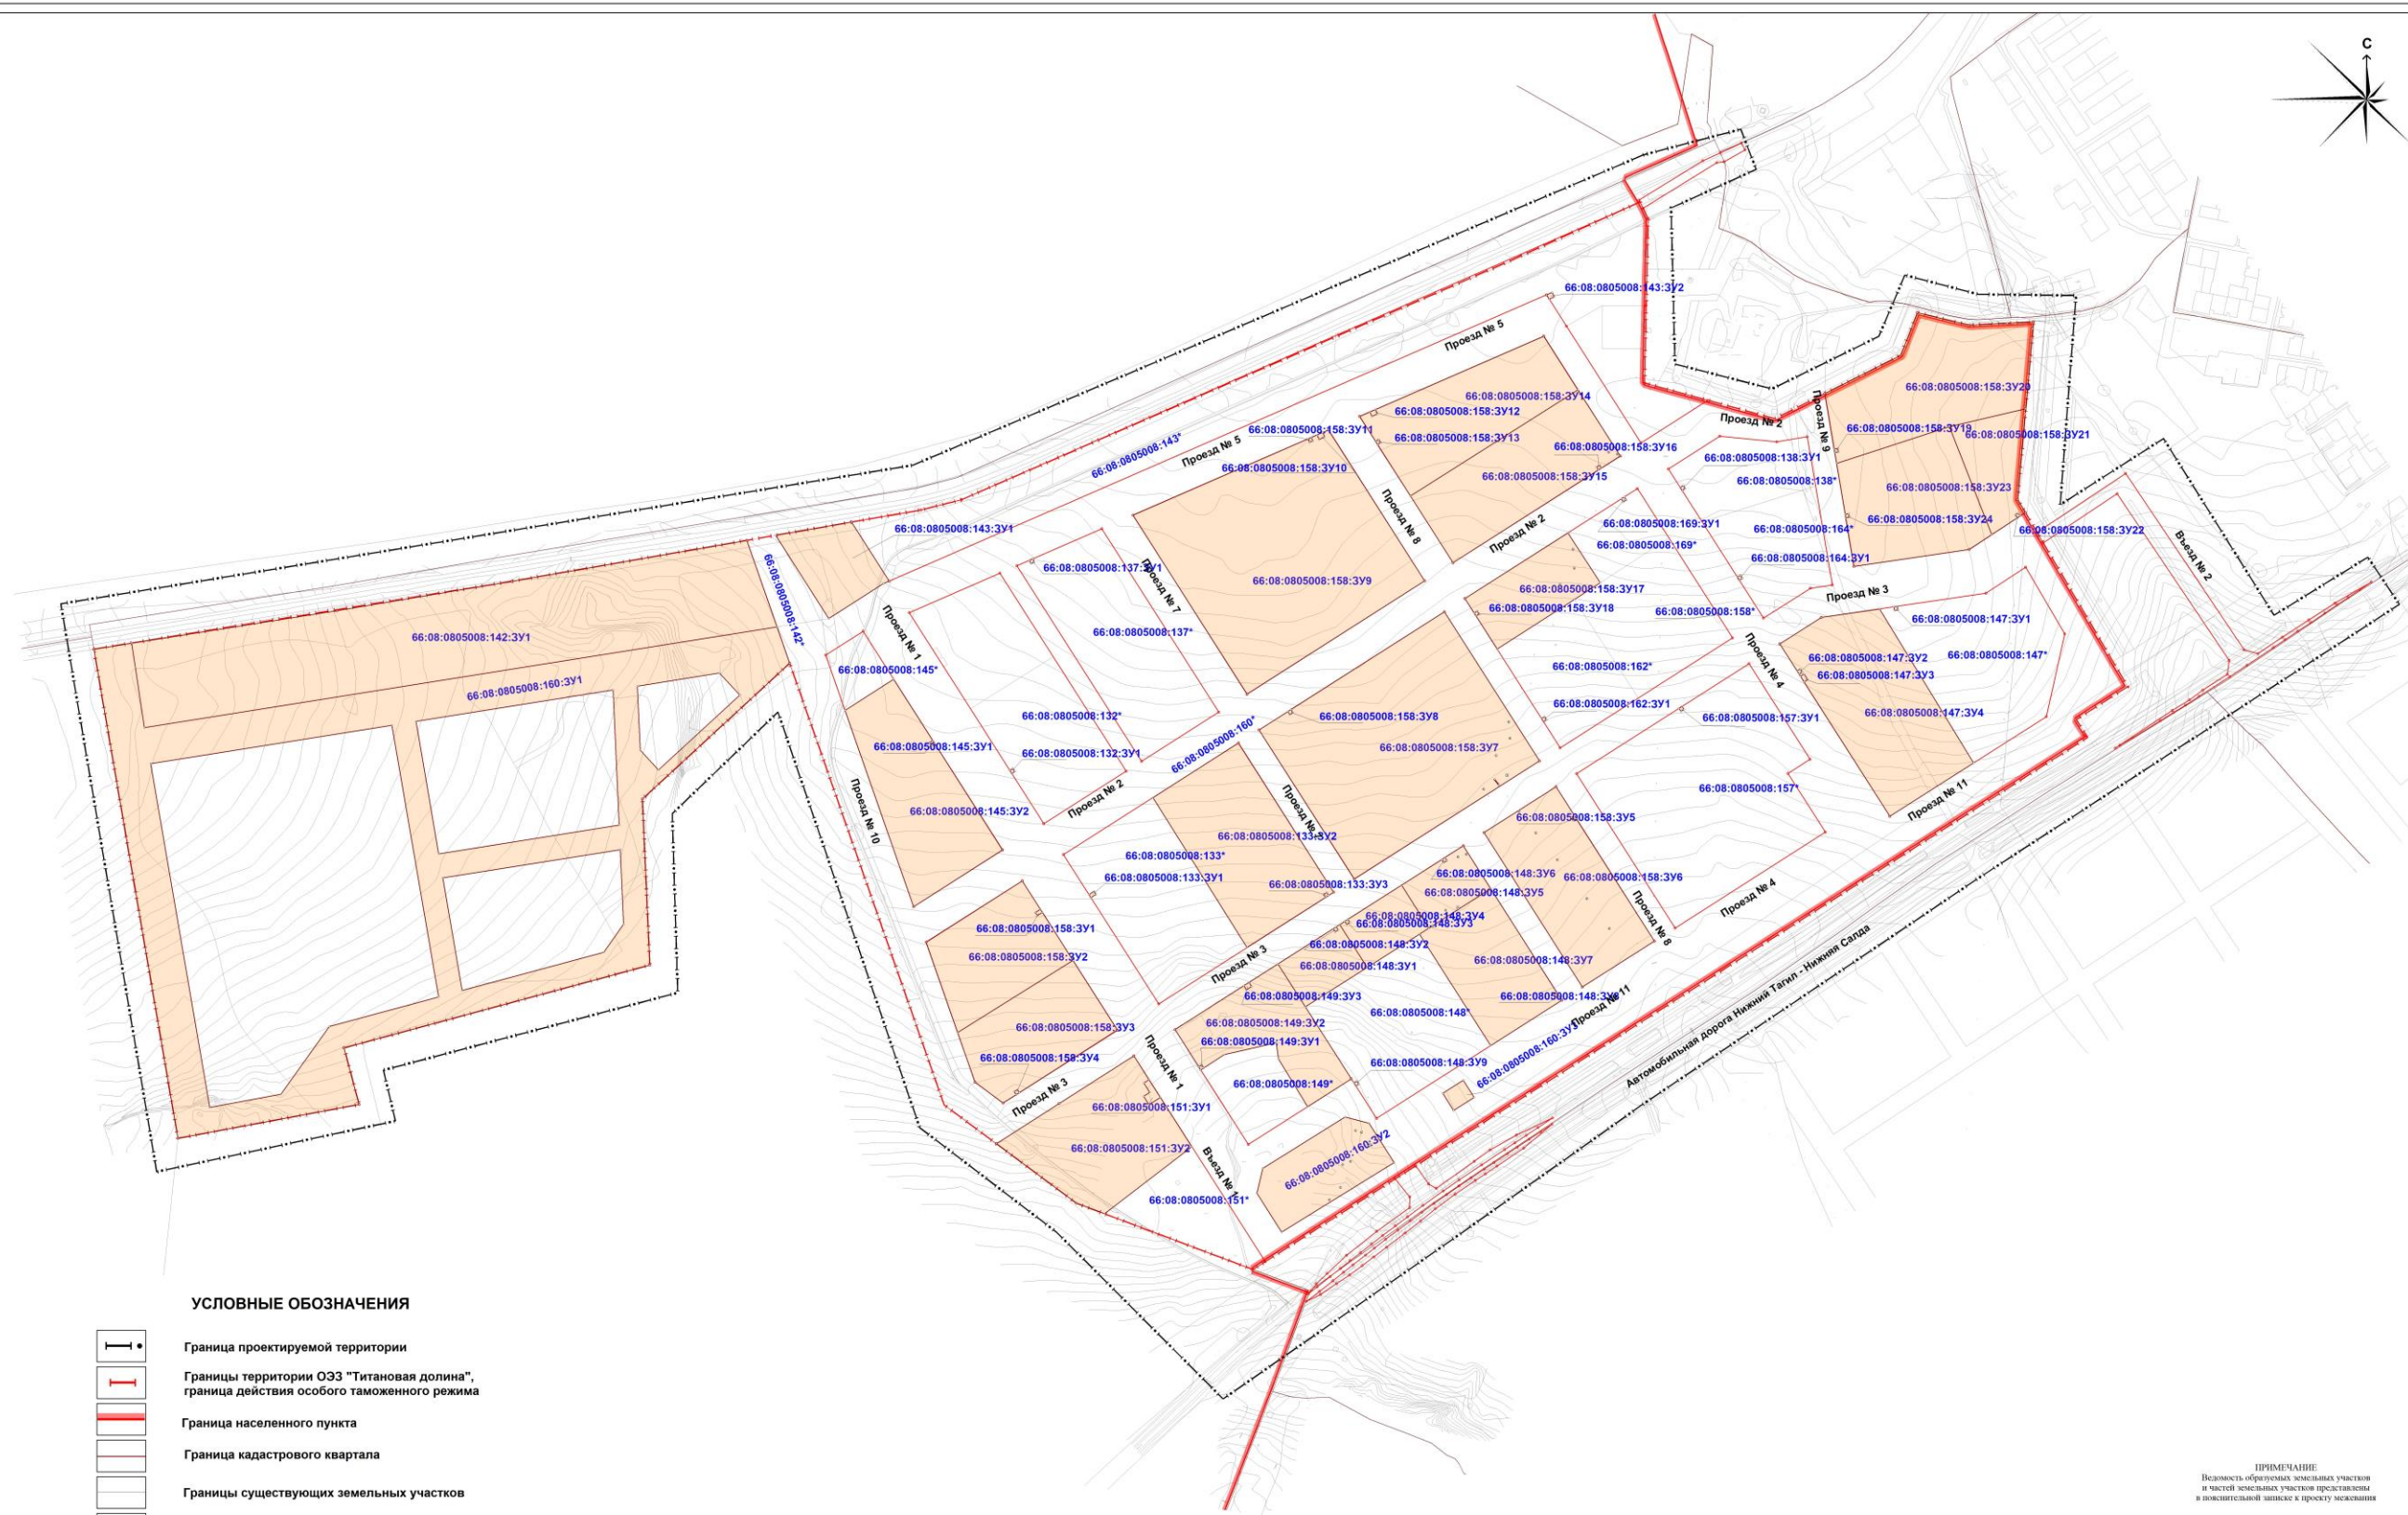 С
66:08:0805008:143:ЗУ2
Проезд № 5
66:08:0805008:158:ЗУ20
66:08:0805008:158:ЗУ14
66:08:0805008:158:ЗУ12
Проезд № 2
Проезд № 9
66:08:0805008:158:ЗУ11
66:08:0805008:158:ЗУ19
66:08:0805008:158:ЗУ21
66:08:0805008:158:ЗУ13
66:08:0805008:143*
Проезд № 5
66:08:0805008:158:ЗУ16
66:08:0805008:138:ЗУ1
66:08:0805008:158:ЗУ10
66:08:0805008:158:ЗУ15
66:08:0805008:138*
66:08:0805008:158:ЗУ23
Проезд № 8
66:08:0805008:158:ЗУ24
66:08:0805008:143:ЗУ1
66:08:0805008:169:ЗУ1
66:08:0805008:164*
66:08:0805008:158:ЗУ22
Проезд № 2
66:08:0805008:169*
Въезд № 2
66:08:0805008:164:ЗУ1
66:08:0805008:137:ЗУ1
66:08:0805008:158:ЗУ9
66:08:0805008:158:ЗУ17
Проезд № 7
Проезд № 3
66:08:0805008:142*
66:08:0805008:158:ЗУ18
66:08:0805008:158*
66:08:0805008:147:ЗУ1
66:08:0805008:142:ЗУ1
Проезд № 1
66:08:0805008:137*
66:08:0805008:147*
66:08:0805008:147:ЗУ2
Проезд № 4
66:08:0805008:145*
66:08:0805008:162*
66:08:0805008:147:ЗУ3
66:08:0805008:160:ЗУ1
66:08:0805008:162:ЗУ1
66:08:0805008:147:ЗУ4
66:08:0805008:132*
66:08:0805008:158:ЗУ8
66:08:0805008:157:ЗУ1
66:08:0805008:160*
66:08:0805008:145:ЗУ1
66:08:0805008:132:ЗУ1
66:08:0805008:158:ЗУ7
66:08:0805008:157*
Проезд № 2
Проезд № 11
66:08:0805008:145:ЗУ2
Проезд № 10
66:08:0805008:158:ЗУ5
66:08:0805008:133:ЗУ2
66:08:0805008:133*
66:08:0805008:148:ЗУ6
66:08:0805008:158:ЗУ6
66:08:0805008:133:ЗУ1
66:08:0805008:133:ЗУ3
66:08:0805008:148:ЗУ5
Проезд № 4
66:08:0805008:148:ЗУ4
66:08:0805008:148:ЗУ3
Проезд № 8
66:08:0805008:158:ЗУ1
66:08:0805008:148:ЗУ2
66:08:0805008:158:ЗУ2
Проезд № 3
66:08:0805008:148:ЗУ1
66:08:0805008:148:ЗУ7
66:08:0805008:149:ЗУ3
Проезд № 11
66:08:0805008:148*
66:08:0805008:158:ЗУ3
66:08:0805008:149:ЗУ2
66:08:0805008:149:ЗУ1
Автомобильная дорога Нижний Тагил - Нижняя Салда
66:08:0805008:158:ЗУ4
Проезд № 1
66:08:0805008:148:ЗУ9
66:08:0805008:149*
Проезд № 3
66:08:0805008:151:ЗУ1
66:08:0805008:151:ЗУ2
66:08:0805008:160:ЗУ2
Въезд № 1
66:08:0805008:151*
УСЛОВНЫЕ ОБОЗНАЧЕНИЯ
Граница проектируемой территории
Границы территории ОЭЗ "Титановая долина",
граница действия особого таможенного режима
Граница населенного пункта
Граница кадастрового квартала
Границы существующих земельных участков
ПРИМЕЧАНИЕ
Ведомость образуемых земельных участков
и частей земельных участков представлены
в пояснительной записке к проекту межевания